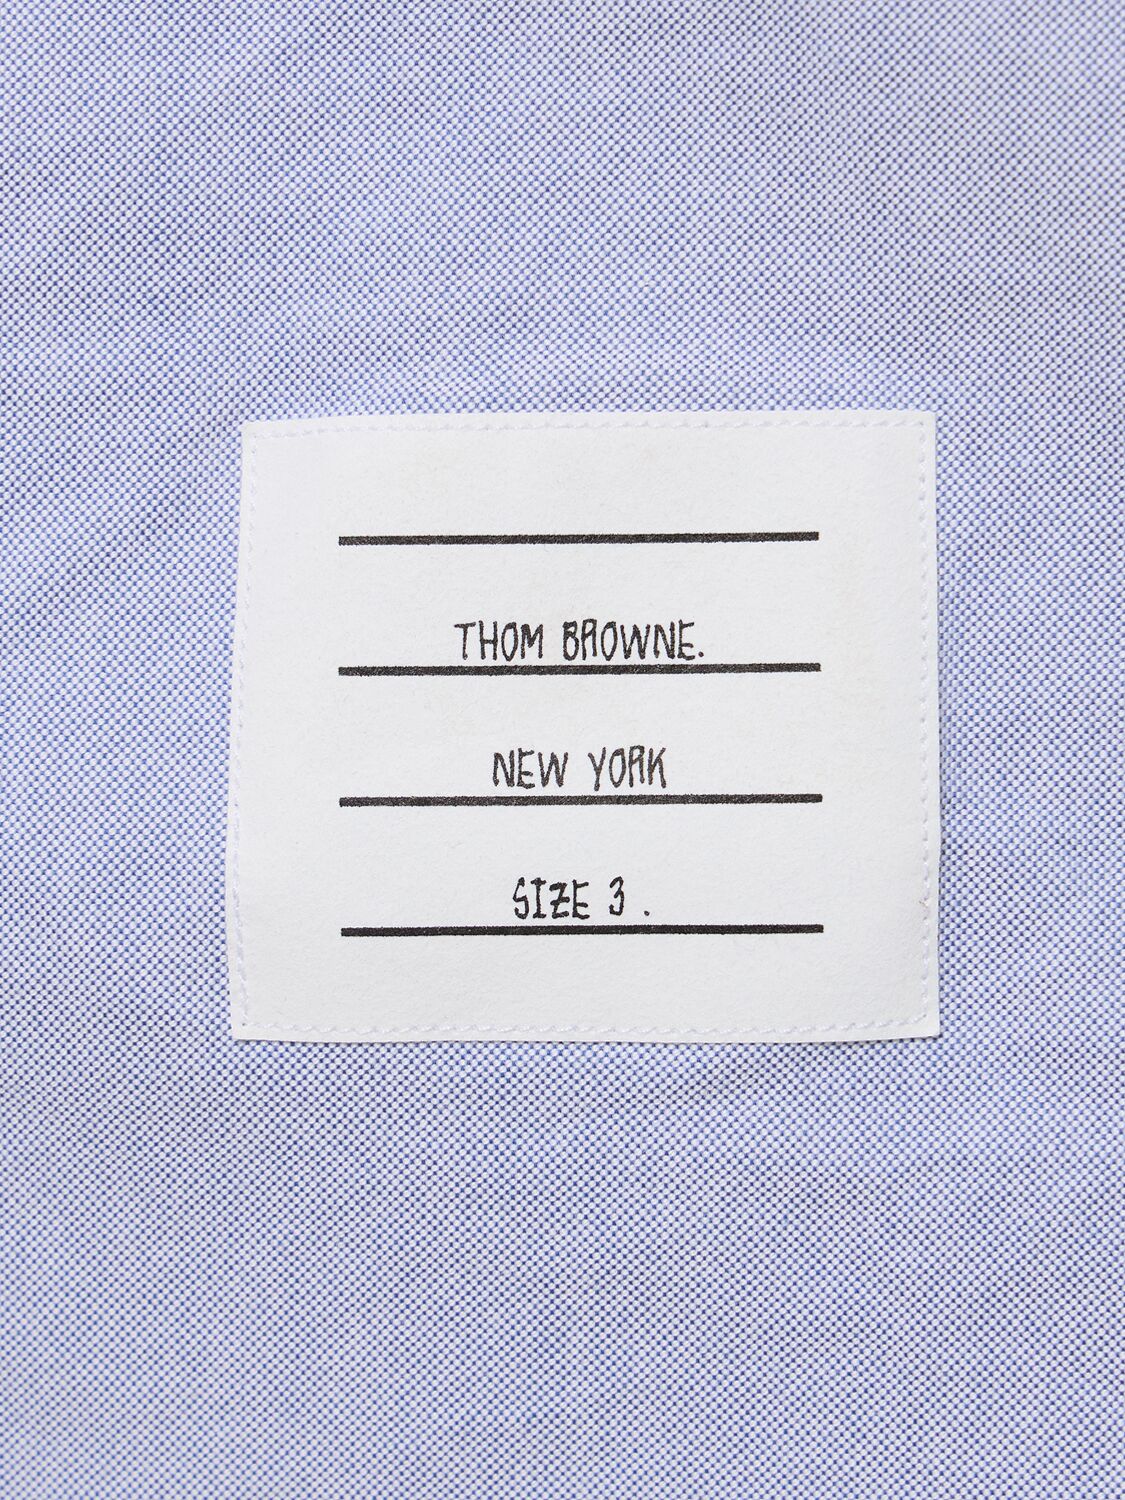 THOM BROWNE.
NEW YORK
SIZE 3 .